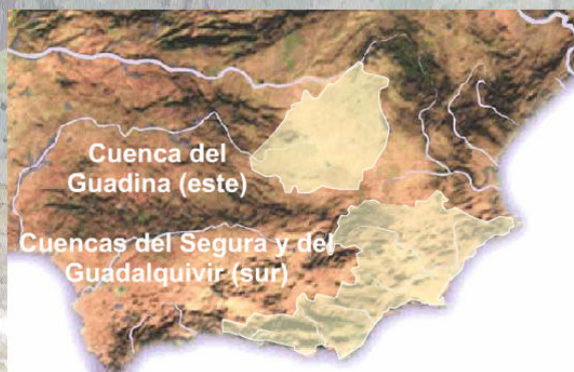 Cuenca del
Guadina (este)
Cuencas del Segura y del
Guadalquivir (sur)